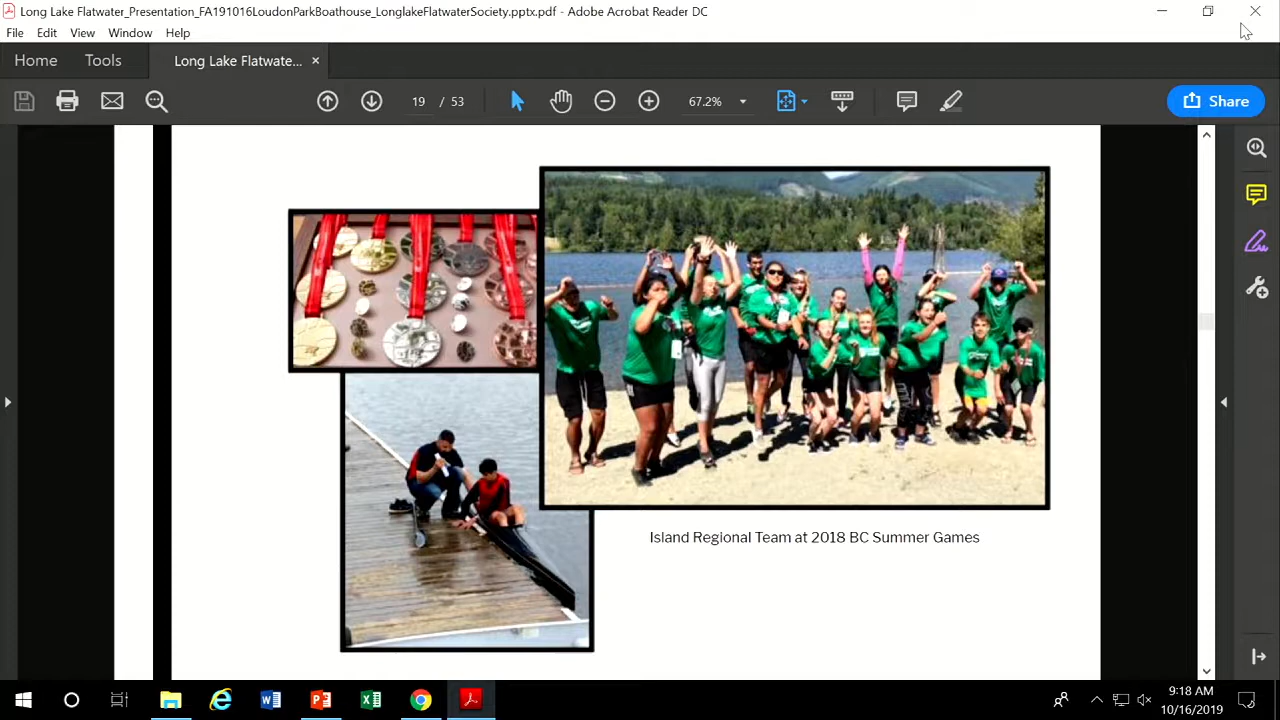 Long Lake Flatwater_Presentation_FA191016LoudonParkBoathouse_LonglakeFlatwaterSociety.pptx.pdf - Adobe Acrobat Reader DC
File Edit View Window Help
Home Tools Long Lake Flatwate... ×
19 / 53 67.2% Share
Island Regional Team at 2018 BC Summer Games
9:18 AM
10/16/2019